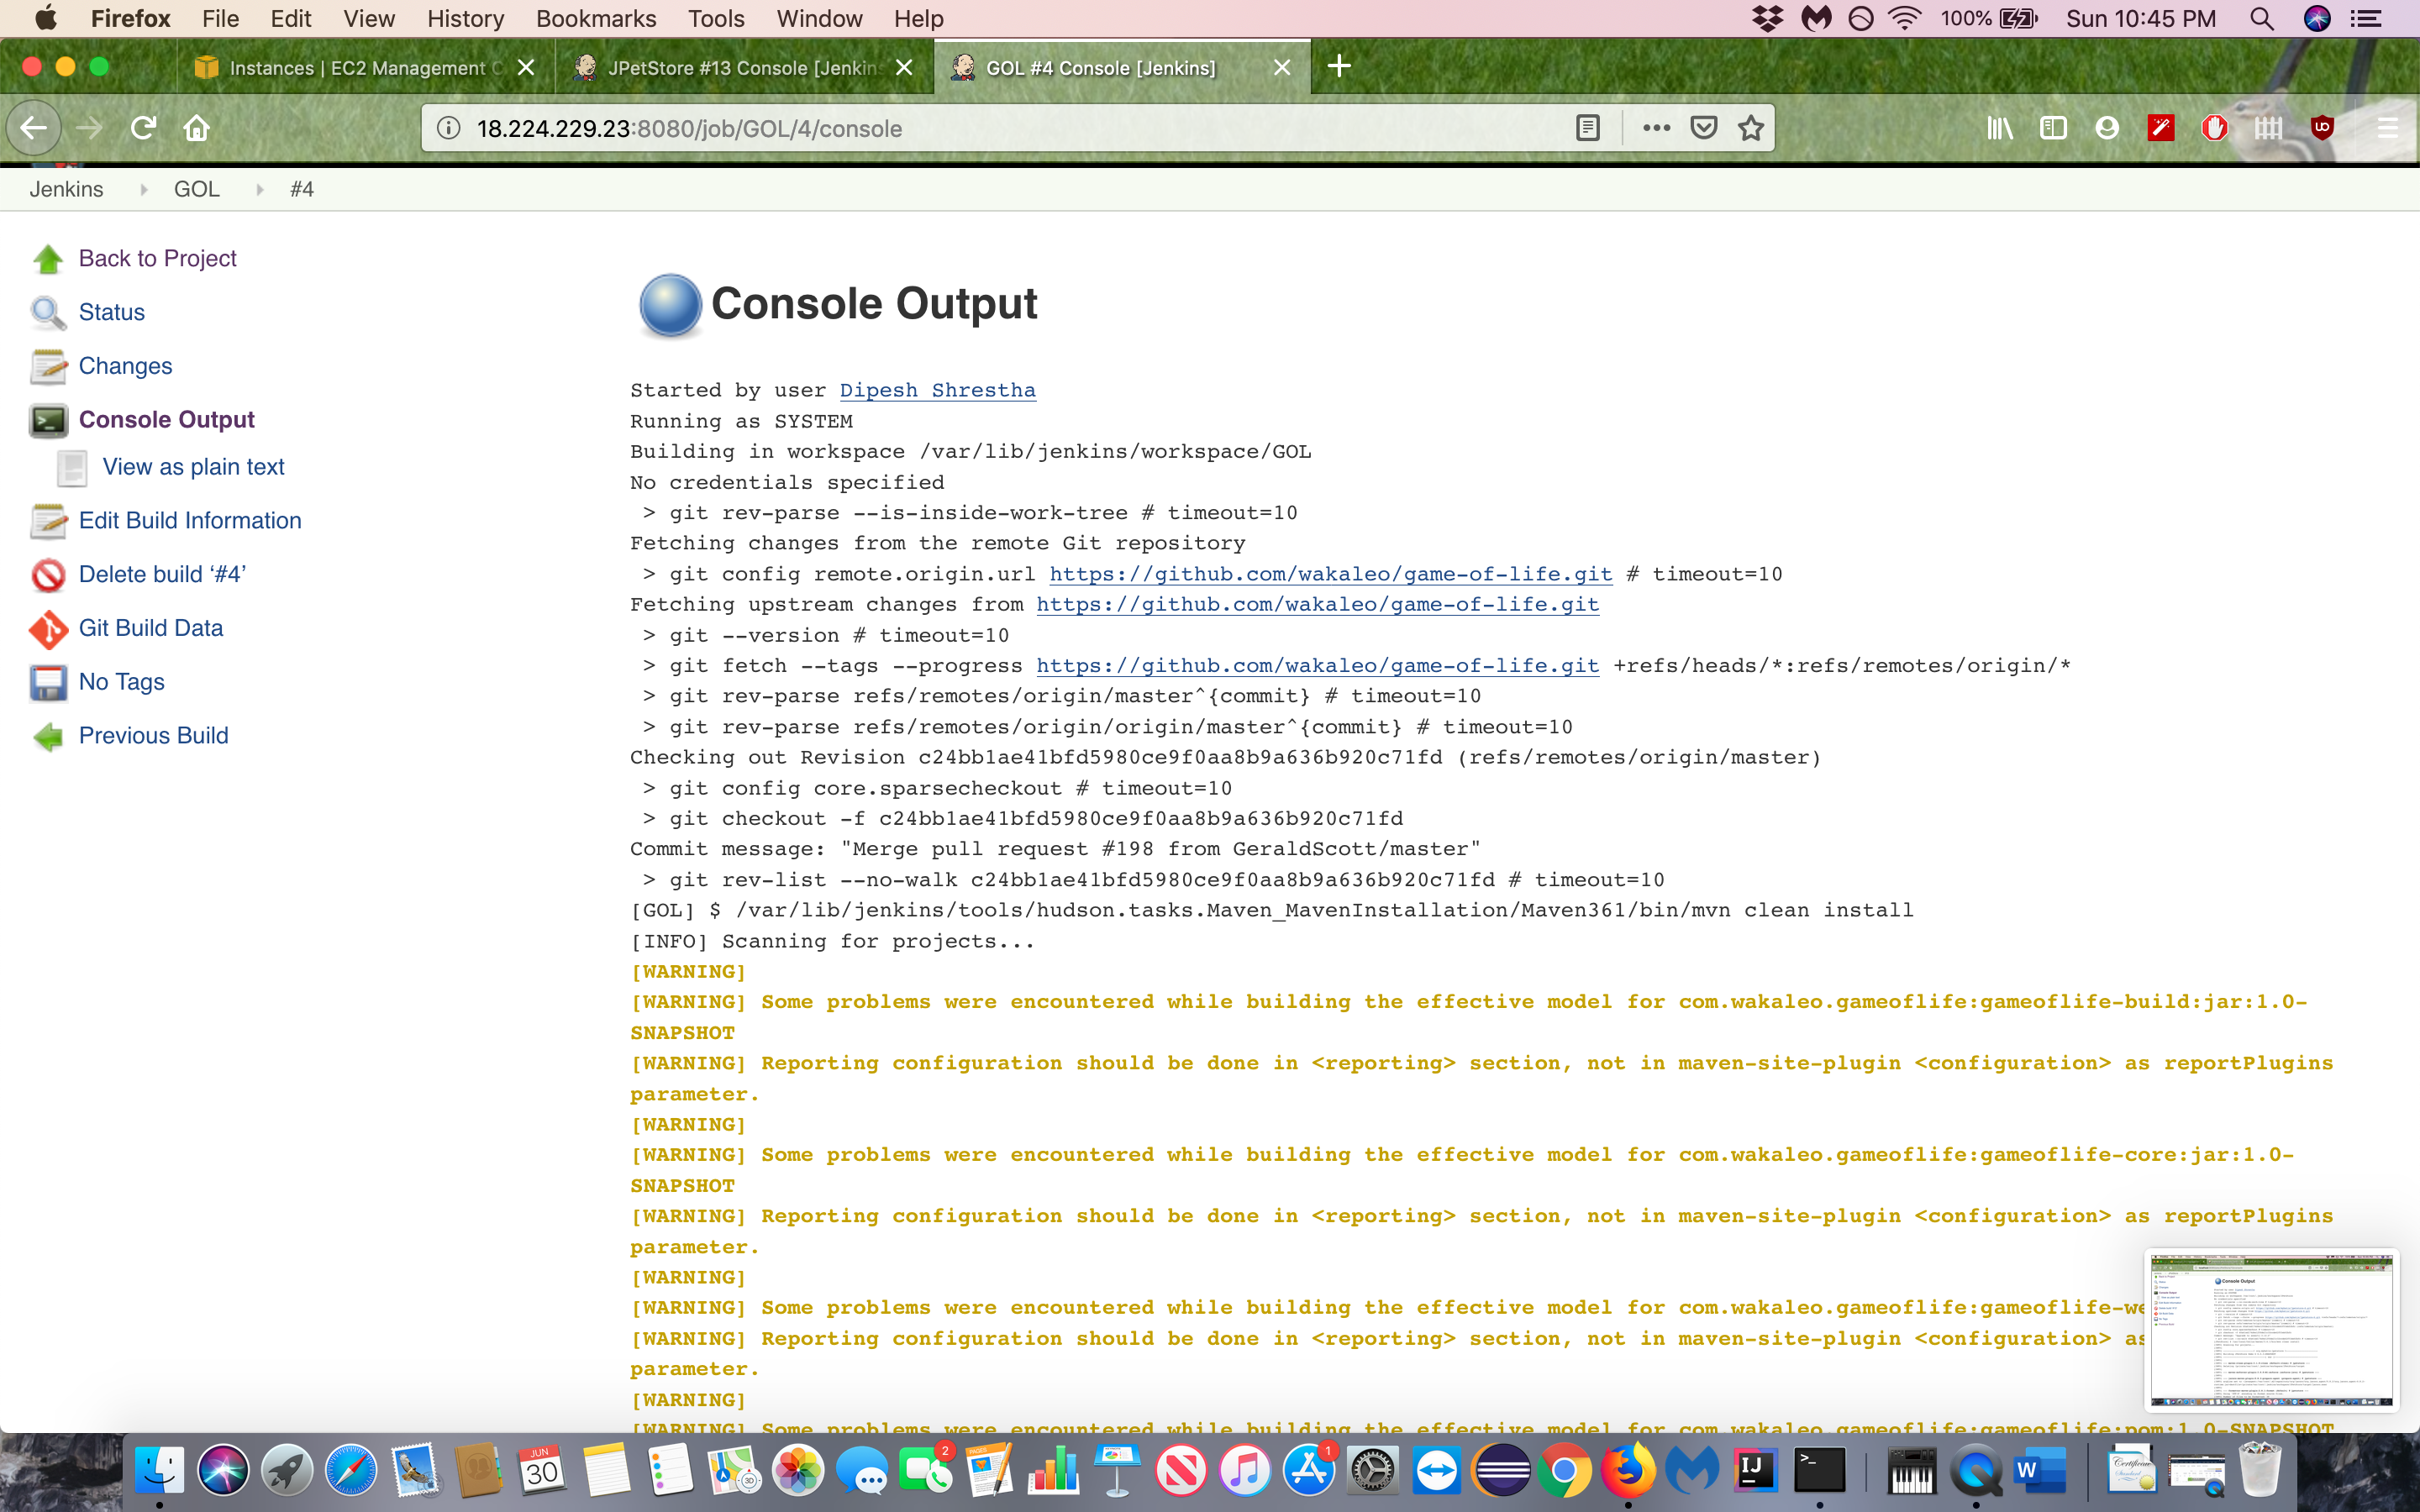 Firefox File Edit View History Bookmarks Tools Window Help 100% Sun 10:45 PM
Instances | EC2 Management C JPetStore #13 Console [Jenkins GOL #4 Console [Jenkins]
18.224.229.23:8080/job/GOL/4/console
Jenkins GOL #4
Back to Project
Status
Changes
Console Output
View as plain text
Edit Build Information
Delete build ‘#4’
Git Build Data
No Tags
Previous Build
Console Output
Started by user Dipesh Shrestha
Running as SYSTEM
Building in workspace /var/lib/jenkins/workspace/GOL
No credentials specified
> git rev-parse --is-inside-work-tree # timeout=10
Fetching changes from the remote Git repository
> git config remote.origin.url https://github.com/wakaleo/game-of-life.git # timeout=10
Fetching upstream changes from https://github.com/wakaleo/game-of-life.git
> git --version # timeout=10
> git fetch --tags --progress https://github.com/wakaleo/game-of-life.git +refs/heads/*:refs/remotes/origin/*
> git rev-parse refs/remotes/origin/master^{commit} # timeout=10
> git rev-parse refs/remotes/origin/origin/master^{commit} # timeout=10
Checking out Revision c24bb1ae41bfd5980ce9f0aa8b9a636b920c71fd (refs/remotes/origin/master)
> git config core.sparsecheckout # timeout=10
> git checkout -f c24bb1ae41bfd5980ce9f0aa8b9a636b920c71fd
Commit message: "Merge pull request #198 from GeraldScott/master"
> git rev-list --no-walk c24bb1ae41bfd5980ce9f0aa8b9a636b920c71fd # timeout=10
[GOL] $ /var/lib/jenkins/tools/hudson.tasks.Maven_MavenInstallation/Maven361/bin/mvn clean install
[INFO] Scanning for projects...
[WARNING]
[WARNING] Some problems were encountered while building the effective model for com.wakaleo.gameoflife:gameoflife-build:jar:1.0-
SNAPSHOT
[WARNING] Reporting configuration should be done in <reporting> section, not in maven-site-plugin <configuration> as reportPlugins
parameter.
[WARNING]
[WARNING] Some problems were encountered while building the effective model for com.wakaleo.gameoflife:gameoflife-core:jar:1.0-
SNAPSHOT
[WARNING] Reporting configuration should be done in <reporting> section, not in maven-site-plugin <configuration> as reportPlugins
parameter.
[WARNING]
[WARNING] Some problems were encountered while building the effective model for com.wakaleo.gameoflife:gameoflife-we
[WARNING] Reporting configuration should be done in <reporting> section, not in maven-site-plugin <configuration> as
parameter.
[WARNING]
[WARNING] Some problems were encountered while building the effective model for com.wakaleo.gameoflife:gameoflife:pom:1.0-SNAPSHOT
Console Output
JUN
30
2
PAGES
3D
1
IJ
>_
W